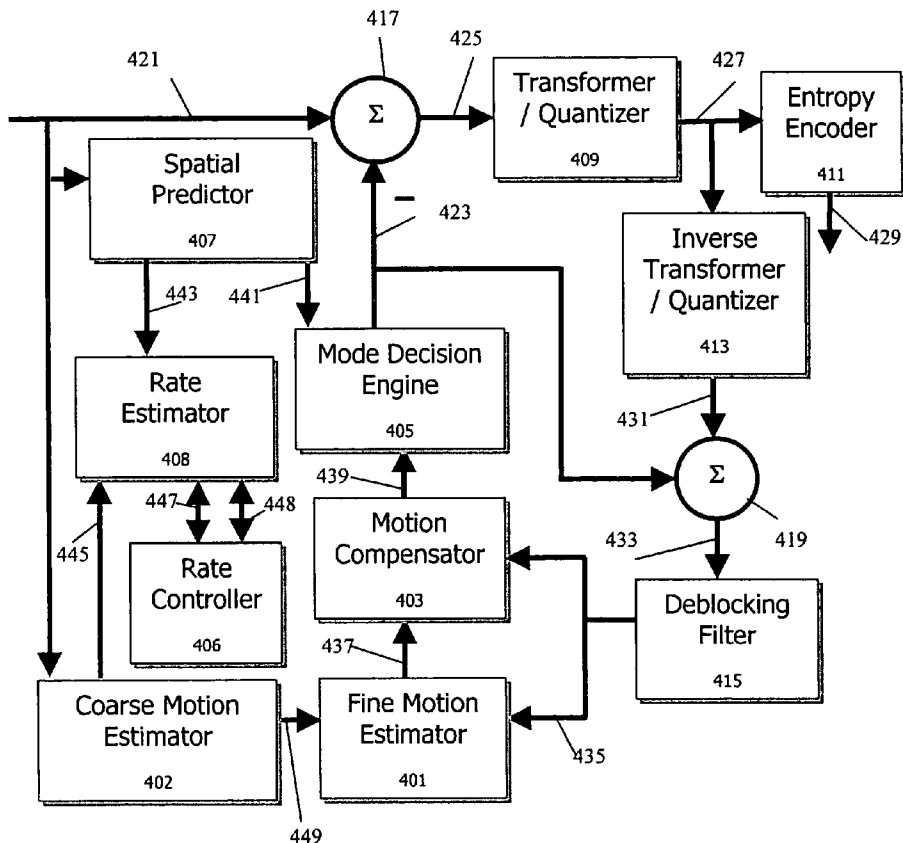 417
421
425
427
Σ
Transformer
/ Quantizer
409
Entropy
Encoder
411
Spatial
Predictor
407
–
423
429
443
441
Inverse
Transformer
/ Quantizer
413
Mode Decision
Engine
405
Rate
Estimator
408
431
Σ
439
447
448
445
433
419
Motion
Compensator
403
Rate
Controller
406
Deblocking
Filter
415
437
Coarse Motion
Estimator
402
Fine Motion
Estimator
401
435
449